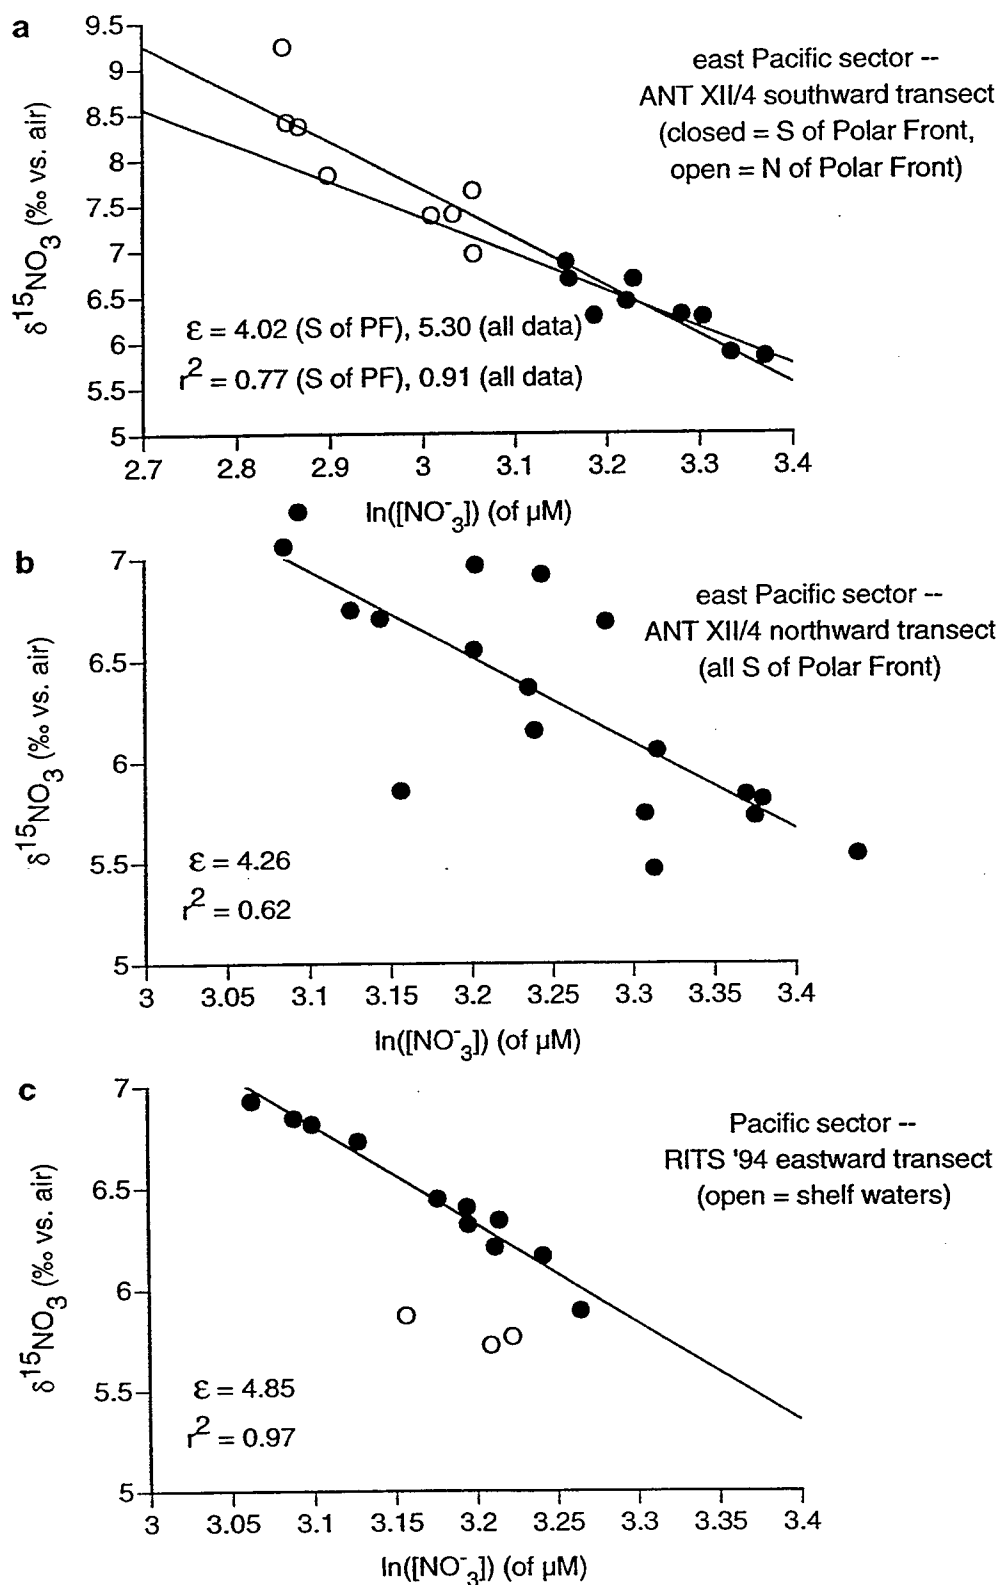 a
9.5
9
8.5
8
7.5
7
6.5
6
5.5
5
δ15NO3 (‰ vs. air)
east Pacific sector --
ANT XII/4 southward transect
(closed = S of Polar Front,
open = N of Polar Front)
ε = 4.02 (S of PF), 5.30 (all data)
r2 = 0.77 (S of PF), 0.91 (all data)
2.7 2.8 2.9 3 3.1 3.2 3.3 3.4
ln([NO-3]) (of µM)
b
7
6.5
6
5.5
5
δ15NO3 (‰ vs. air)
east Pacific sector --
ANT XII/4 northward transect
(all S of Polar Front)
ε = 4.26
r2 = 0.62
3 3.05 3.1 3.15 3.2 3.25 3.3 3.35 3.4
ln([NO-3]) (of µM)
c
7
6.5
6
5.5
5
δ15NO3 (‰ vs. air)
Pacific sector --
RITS '94 eastward transect
(open = shelf waters)
ε = 4.85
r2 = 0.97
3 3.05 3.1 3.15 3.2 3.25 3.3 3.35 3.4
ln([NO-3]) (of µM)